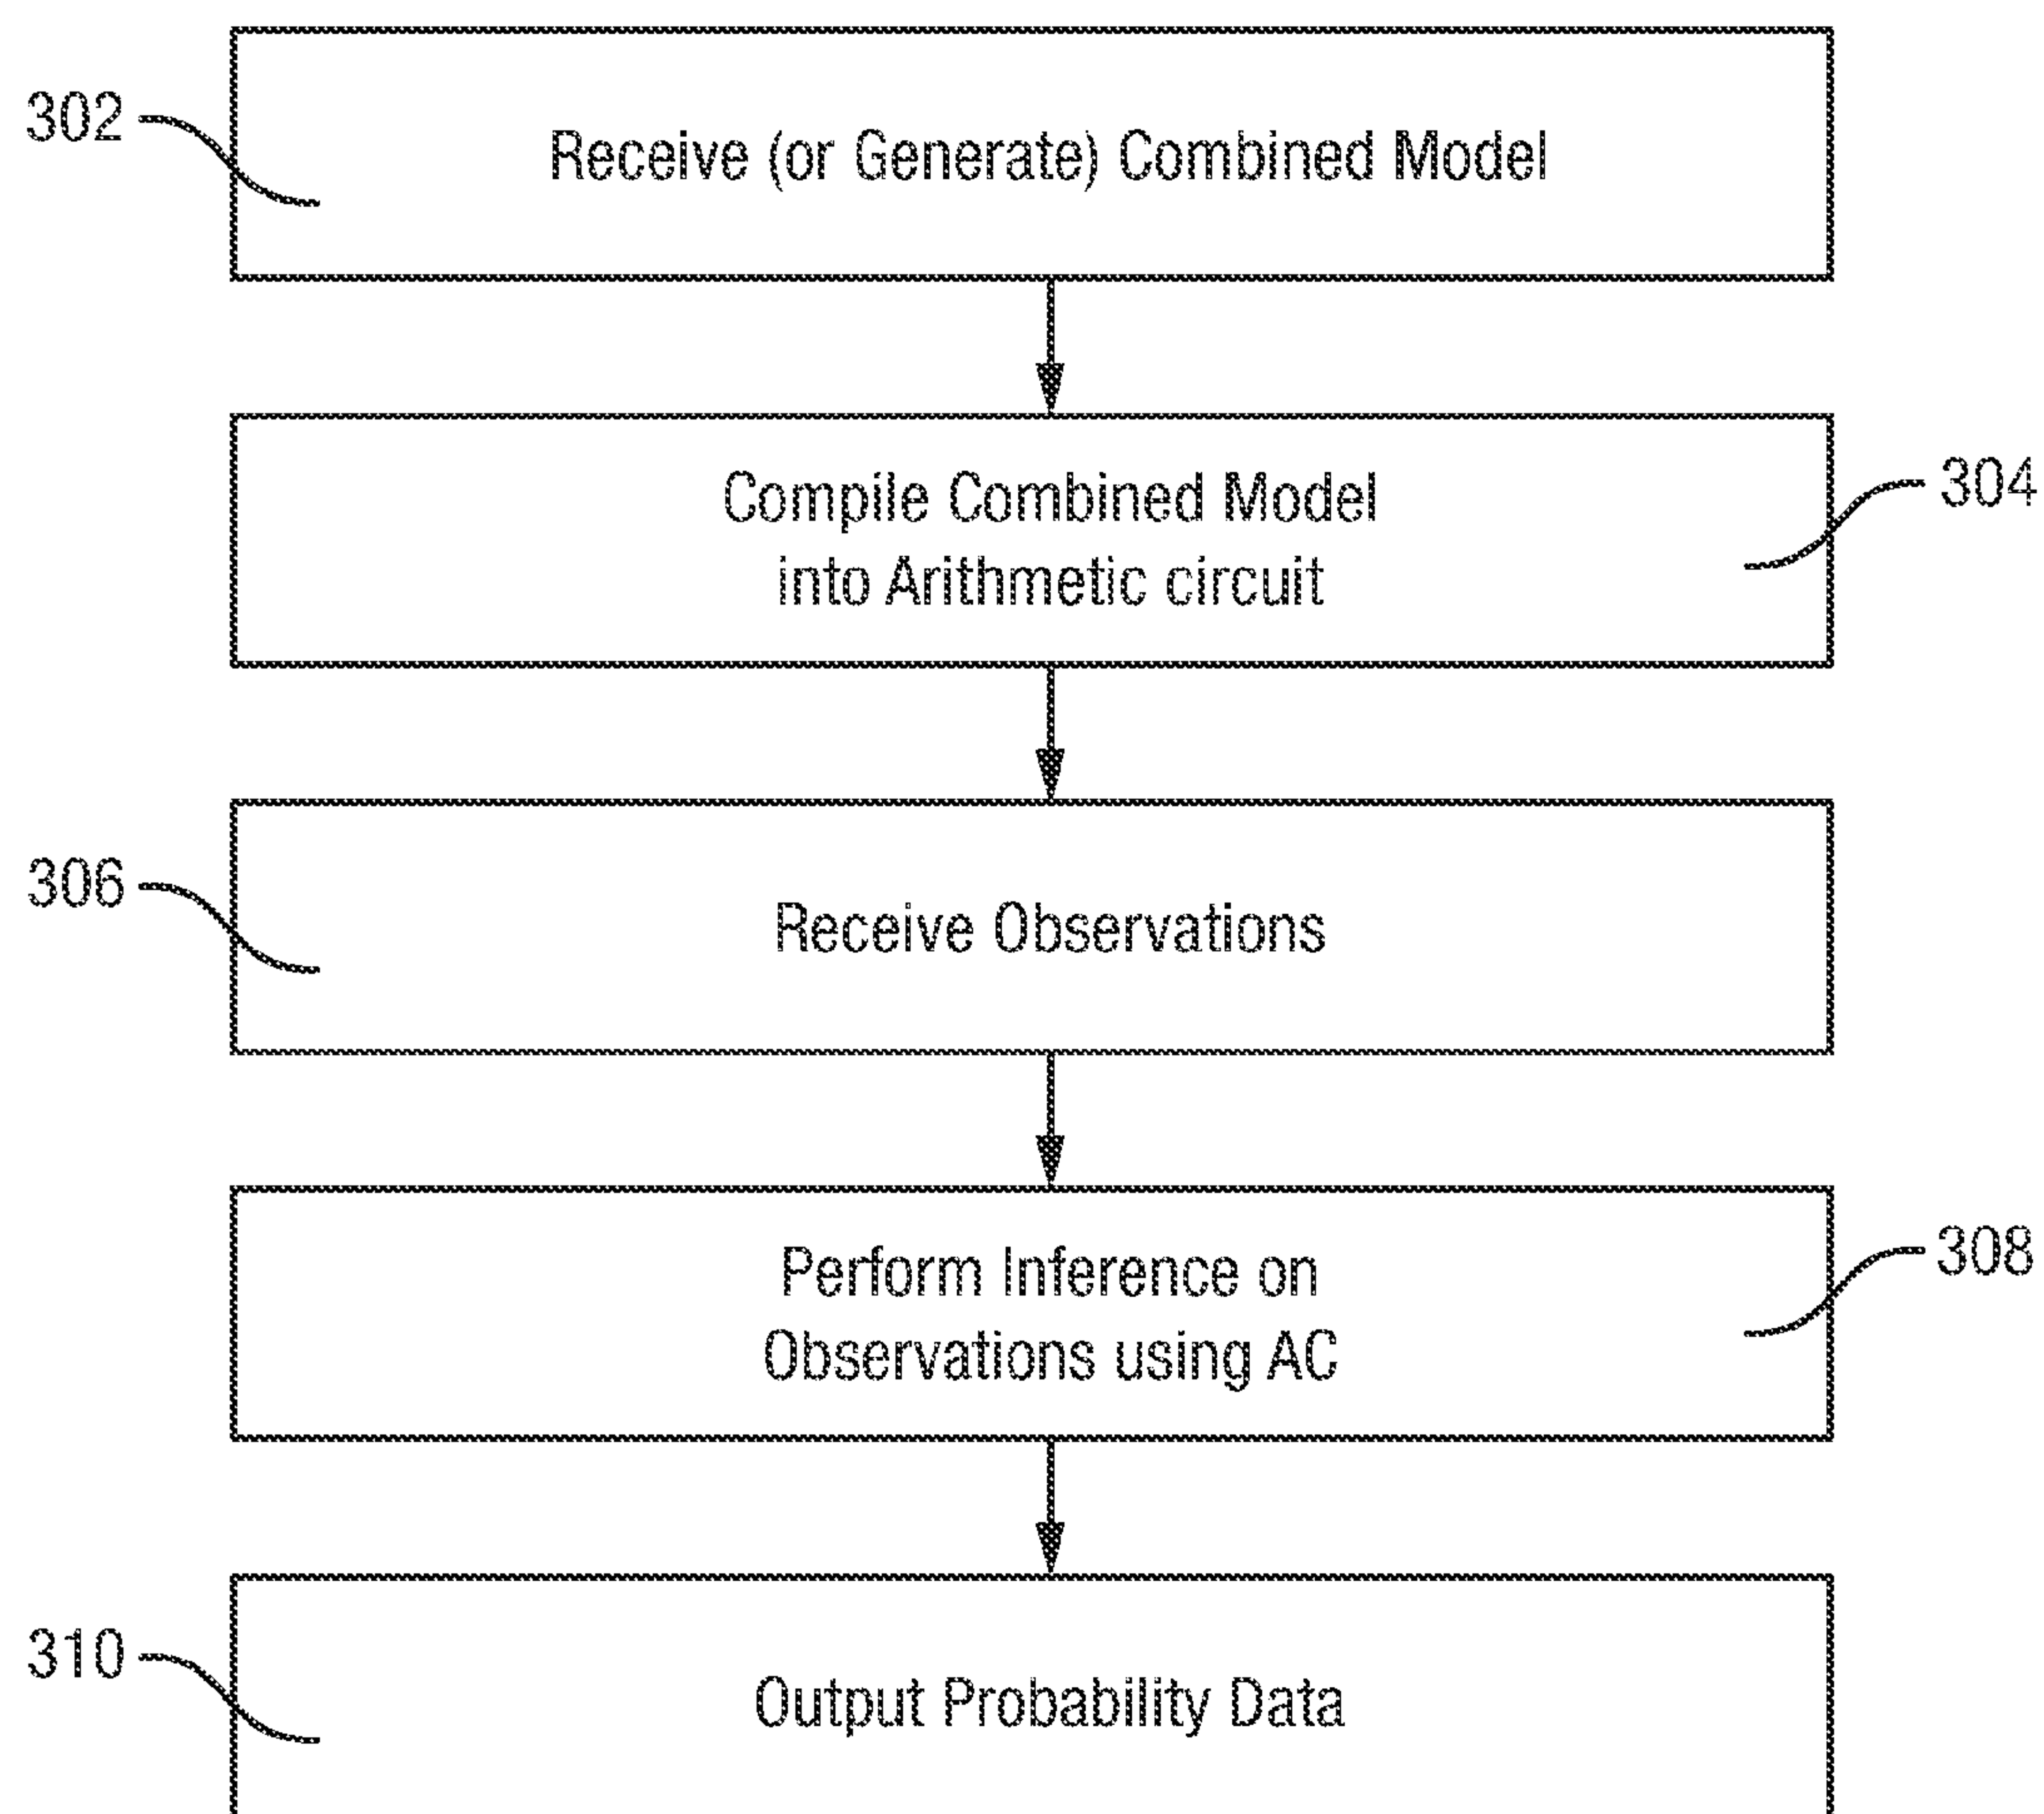 302
Receive (or Generate) Combined Model
Compile Combined Model
into Arithmetic circuit
304
306
Receive Observations
Perform Inference on
Observations using AC
308
310
Output Probability Data